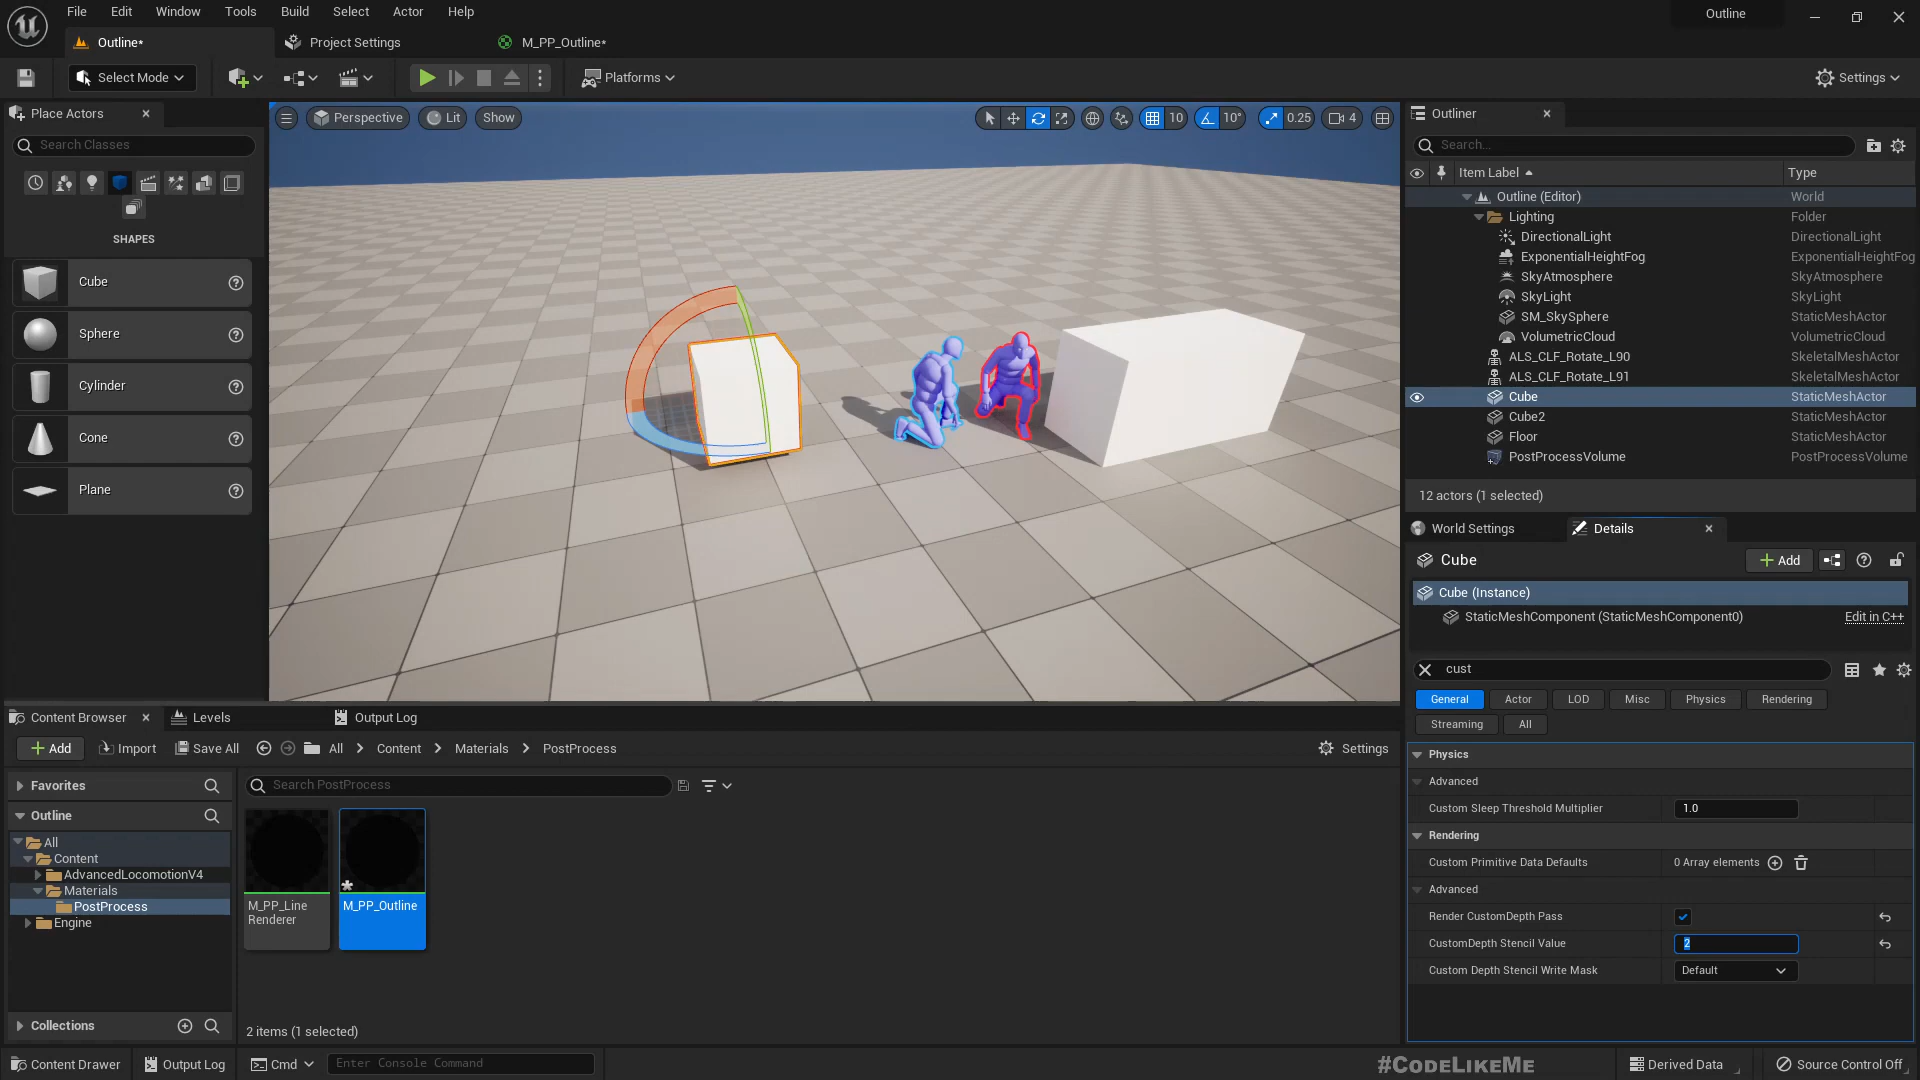 File Edit Window Tools Build Select Actor Help
Outline
Outline* Project Settings M_PP_Outline*
Select Mode Platforms Settings
Place Actors
Search Classes
SHAPES
Cube
Sphere
Cylinder
Cone
Plane
Perspective Lit Show 10 10° 0.25 4
Outliner
Search...
Item Label Type
Outline (Editor) World
Lighting Folder
DirectionalLight DirectionalLight
ExponentialHeightFog ExponentialHeightFog
SkyAtmosphere SkyAtmosphere
SkyLight SkyLight
SM_SkySphere StaticMeshActor
VolumetricCloud VolumetricCloud
ALS_CLF_Rotate_L90 SkeletalMeshActor
ALS_CLF_Rotate_L91 SkeletalMeshActor
Cube StaticMeshActor
Cube2 StaticMeshActor
Floor StaticMeshActor
PostProcessVolume PostProcessVolume
12 actors (1 selected)
World Settings Details
Cube Add
Cube (Instance)
StaticMeshComponent (StaticMeshComponent0) Edit in C++
cust
General Actor LOD Misc Physics Rendering
Streaming All
Physics
Advanced
Custom Sleep Threshold Multiplier 1.0
Rendering
Custom Primitive Data Defaults 0 Array elements
Advanced
Render CustomDepth Pass
CustomDepth Stencil Value 2
Custom Depth Stencil Write Mask Default
Content Browser Levels Output Log
Add Import Save All All Content Materials PostProcess Settings
Favorites
Search PostProcess
Outline
All
Content
AdvancedLocomotionV4
Materials
PostProcess
Engine
Collections
M_PP_Line
Renderer
M_PP_Outline
2 items (1 selected)
Content Drawer Output Log Cmd Enter Console Command
#CODELIKEME
Derived Data Source Control Off